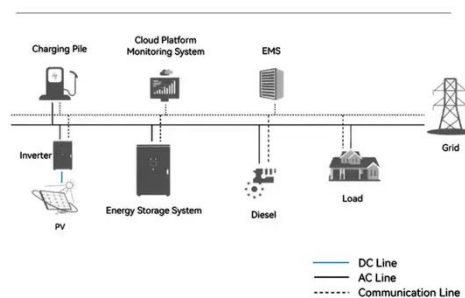 Charging Pile
Cloud Platform
Monitoring System
EMS
Grid
Inverter
PV
Energy Storage System
Diesel
Load
DC Line
AC Line
Communication Line